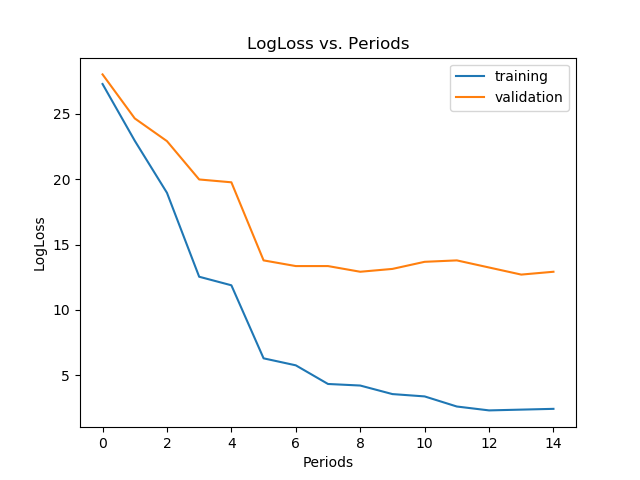 LogLoss vs. Periods
training
validation
25
20
15
10
5
LogLoss
0 2 4 6 8 10 12 14
Periods